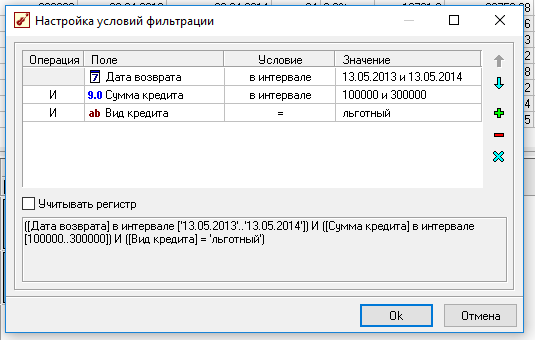 Настройка условий фильтрации
Операция Поле Условие Значение
7 Дата возврата в интервале 13.05.2013 и 13.05.2014
И 9.0 Сумма кредита в интервале 100000 и 300000
И ab Вид кредита = льготный
Учитывать регистр
([Дата возврата] в интервале ['13.05.2013'..'13.05.2014']) И ([Сумма кредита] в интервале
[100000..300000]) И ([Вид кредита] = 'льготный')
Ok Отмена